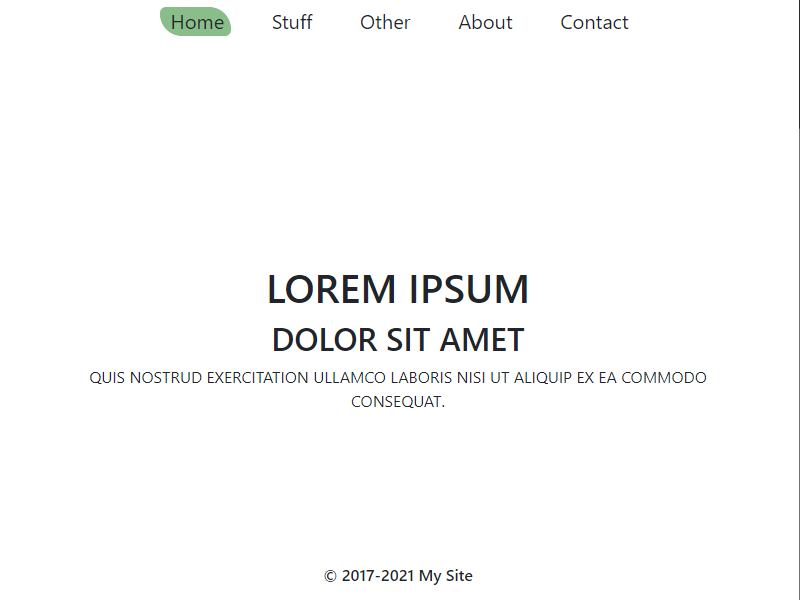 Home Stuff Other About Contact
LOREM IPSUM
DOLOR SIT AMET
QUIS NOSTRUD EXERCITATION ULLAMCO LABORIS NISI UT ALIQUIP EX EA COMMODO
CONSEQUAT.
© 2017-2021 My Site